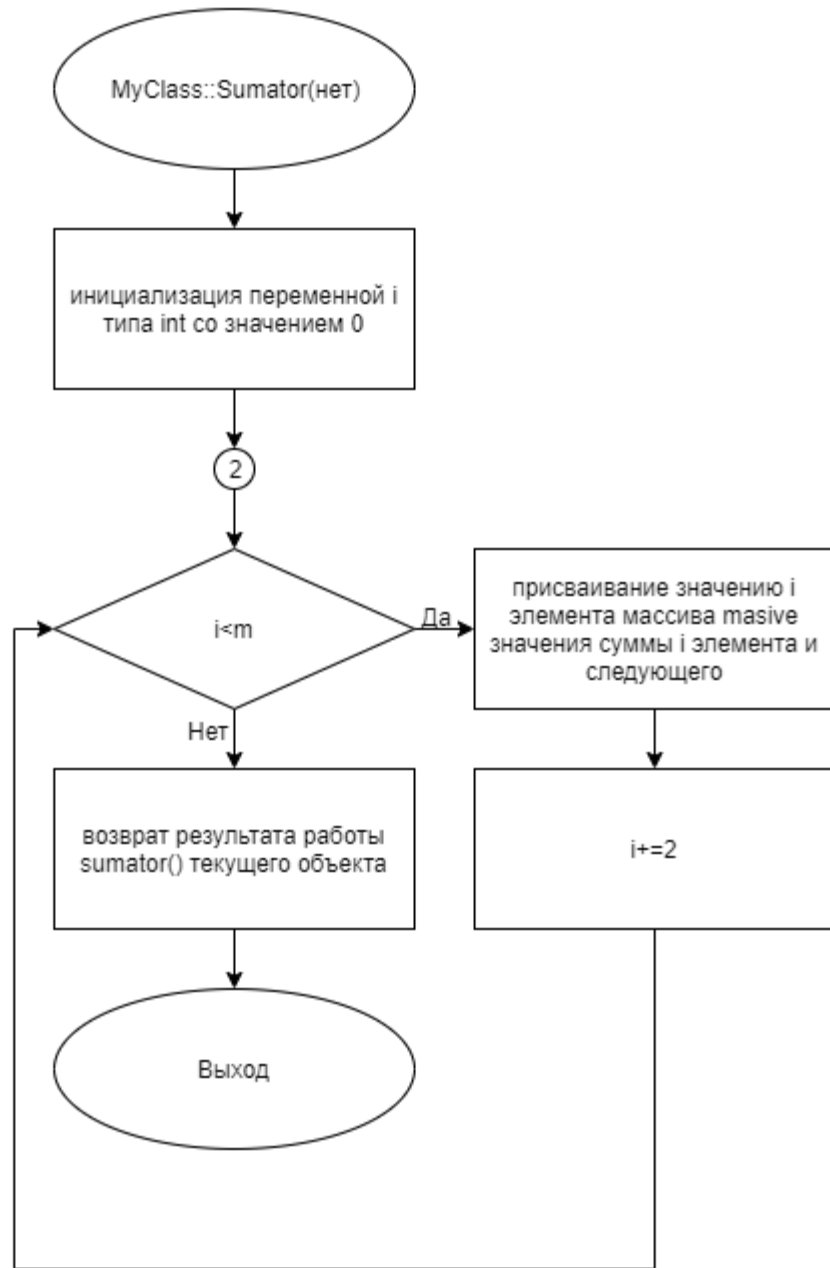 MyClass::Sumator(нет)
инициализация переменной i
типа int со значением 0
2
i<m
Да
присваивание значению i
элемента массива masive
значения суммы i элемента и
следующего
Нет
возврат результата работы
sumator() текущего объекта
i+=2
Выход